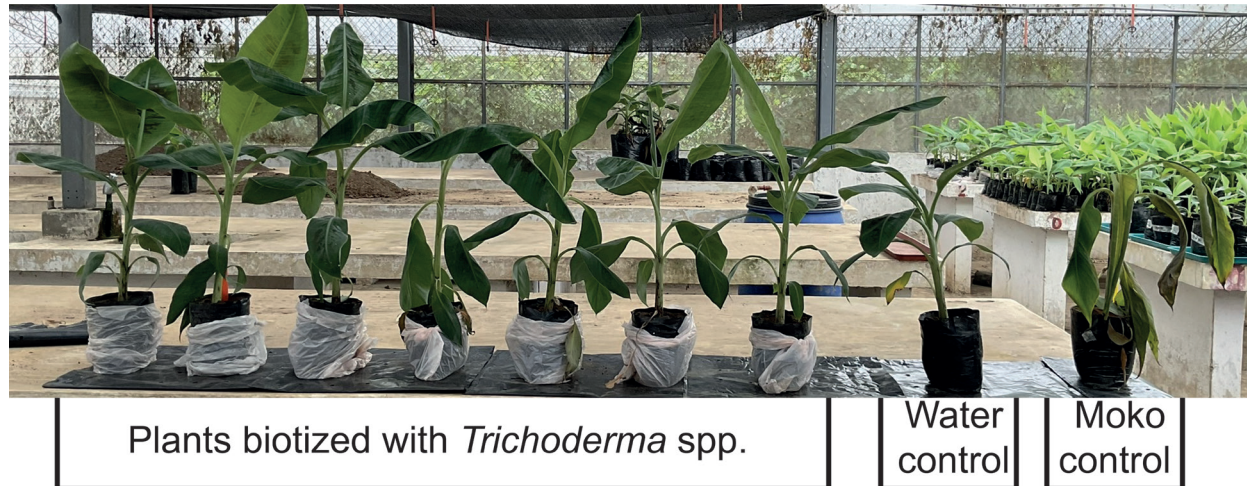 Plants biotized with Trichoderma spp.
Water
control
Moko
control